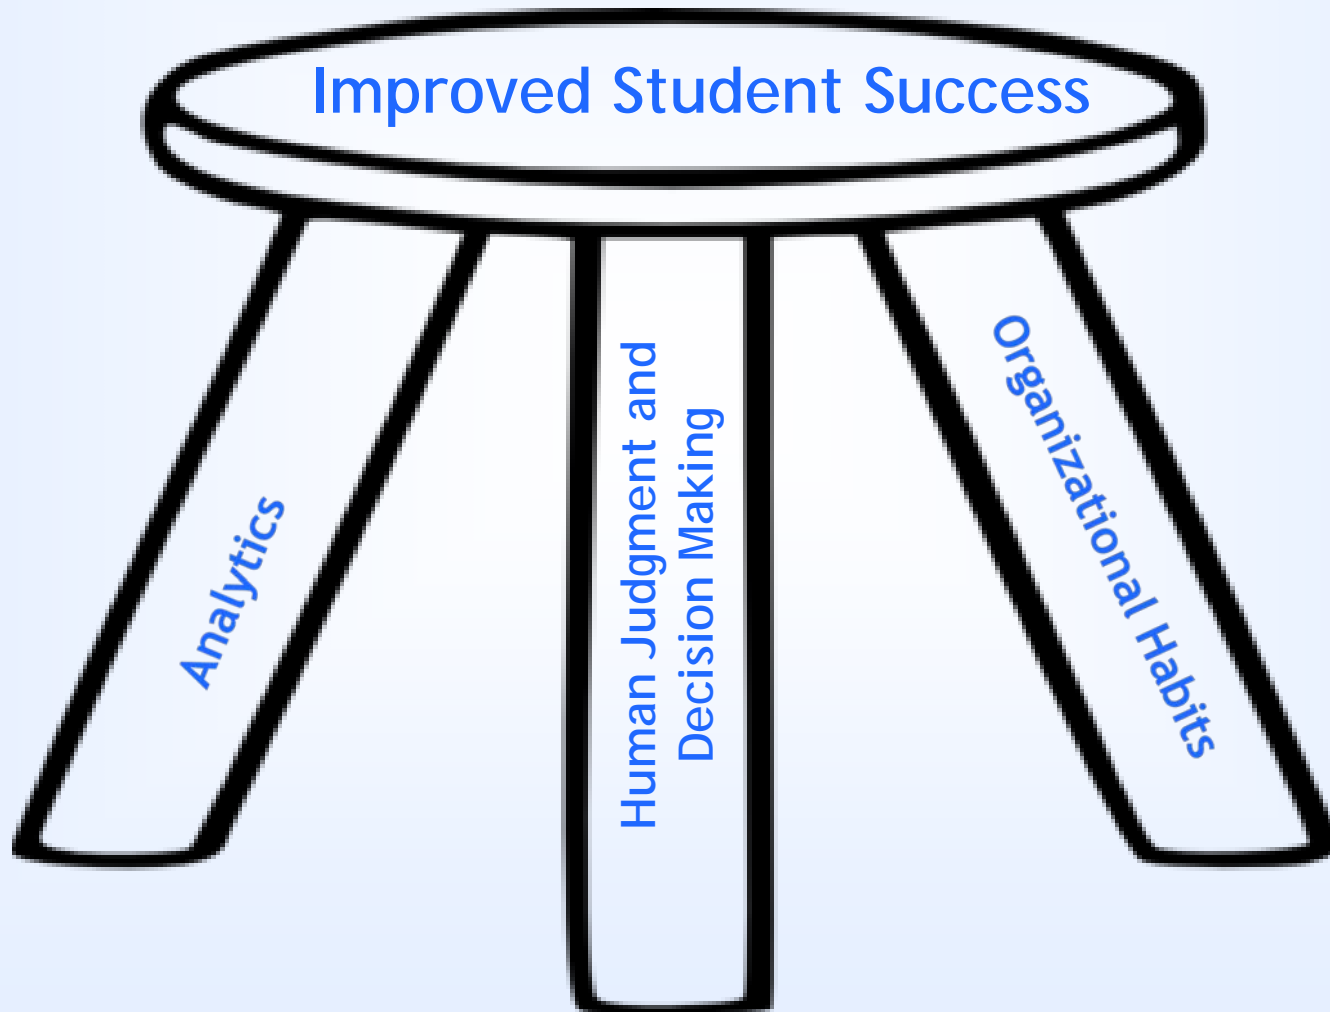 Improved Student Success
Analytics
Human Judgment and
Decision Making
Organizational Habits